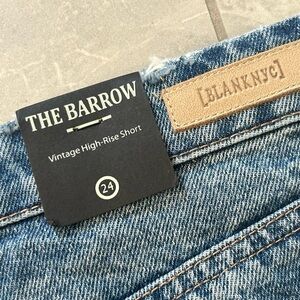 THE BARROW
Vintage High-Rise Short
24
[BLANKNYC]